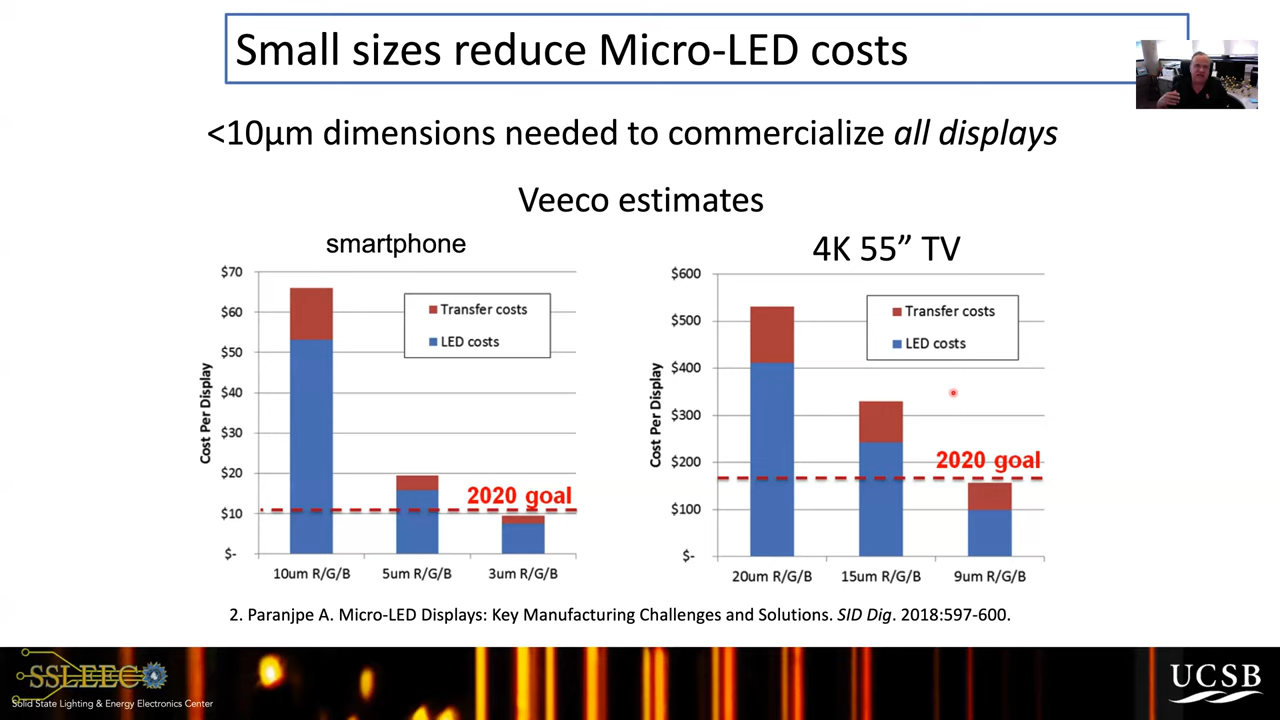 Small sizes reduce Micro-LED costs
<10µm dimensions needed to commercialize all displays
Veeco estimates
smartphone
$70
$60
$50
$40
$30
$20
$10
$-
Cost Per Display
Transfer costs
LED costs
2020 goal
10um R/G/B
5um R/G/B
3um R/G/B
4K 55” TV
$600
$500
$400
$300
$200
$100
$-
Cost Per Display
Transfer costs
LED costs
2020 goal
20um R/G/B
15um R/G/B
9um R/G/B
2. Paranjpe A. Micro-LED Displays: Key Manufacturing Challenges and Solutions. SID Dig. 2018:597-600.
SSLEEC
Solid State Lighting & Energy Electronics Center
UCSB